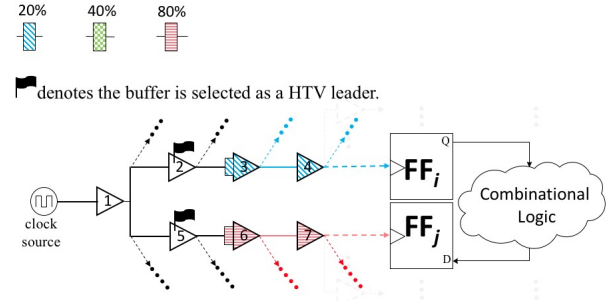 20% 40% 80%
denotes the buffer is selected as a HTV leader.
1
2
3
4
5
6
7
clock
source
FFi
Q
FFj
D
Combinational
Logic